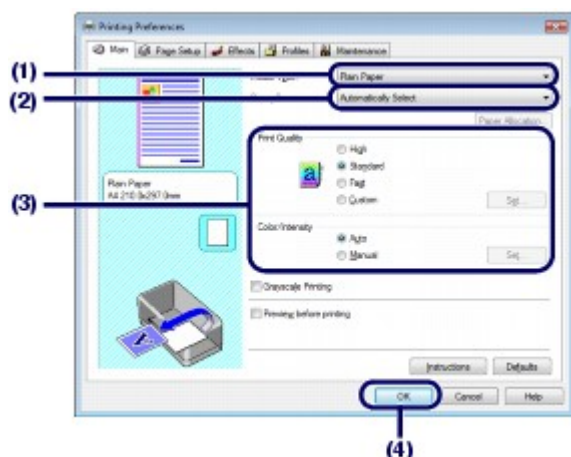 Printing Preferences
Main Page Setup Effects Profiles Maintenance
(1)
Plain Paper
(2)
Automatically Select
Paper Allocation...
Print Quality
High
Standard
Fast
Custom
Set...
Plain Paper
A4 210.0x297.0mm
(3)
Color/Intensity
Auto
Manual
Set...
Grayscale Printing
Preview before printing
Instructions Defaults
OK Cancel Help
(4)